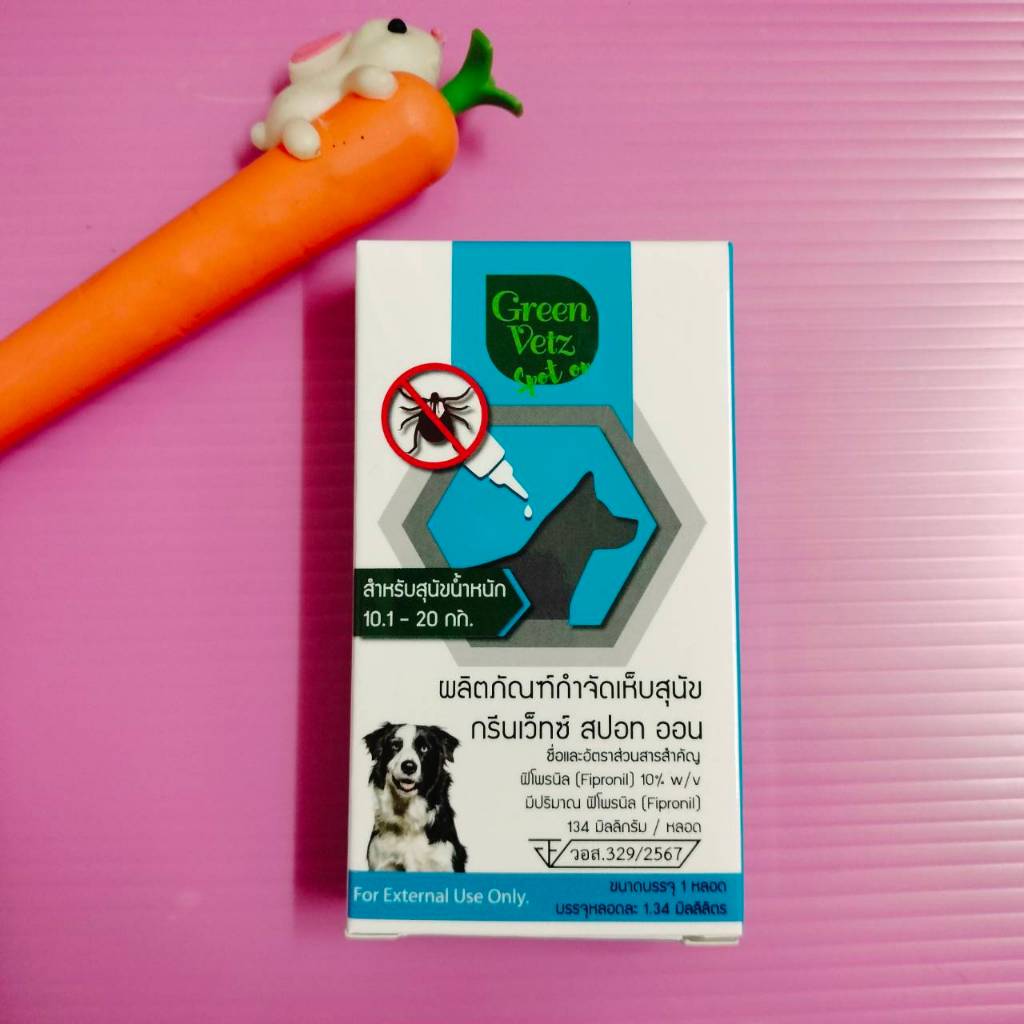 Green
Vetz
Spot on
สำหรับสุนัขน้ำหนัก
10.1 - 20 กก.
ผลิตภัณฑ์กำจัดเห็บสุนัข
กรีนเว็ทซ์ สปอท ออน
ชื่อและอัตราส่วนสารสำคัญ
ฟิโพรนิล (Fipronil) 10% w/v
มีปริมาณ ฟิโพรนิล (Fipronil)
134 มิลลิกรัม / หลอด
วอส.329/2567
For External Use Only.
ขนาดบรรจุ 1 หลอด
บรรจุหลอดละ 1.34 มิลลิลิตร